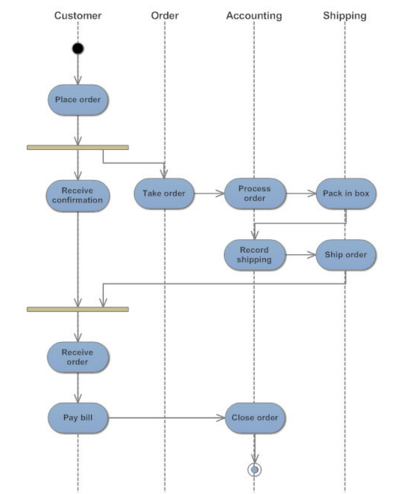 Customer
Order
Accounting
Shipping
Place order
Receive
confirmation
Take order
Process
order
Pack in box
Record
shipping
Ship order
Receive
order
Pay bill
Close order